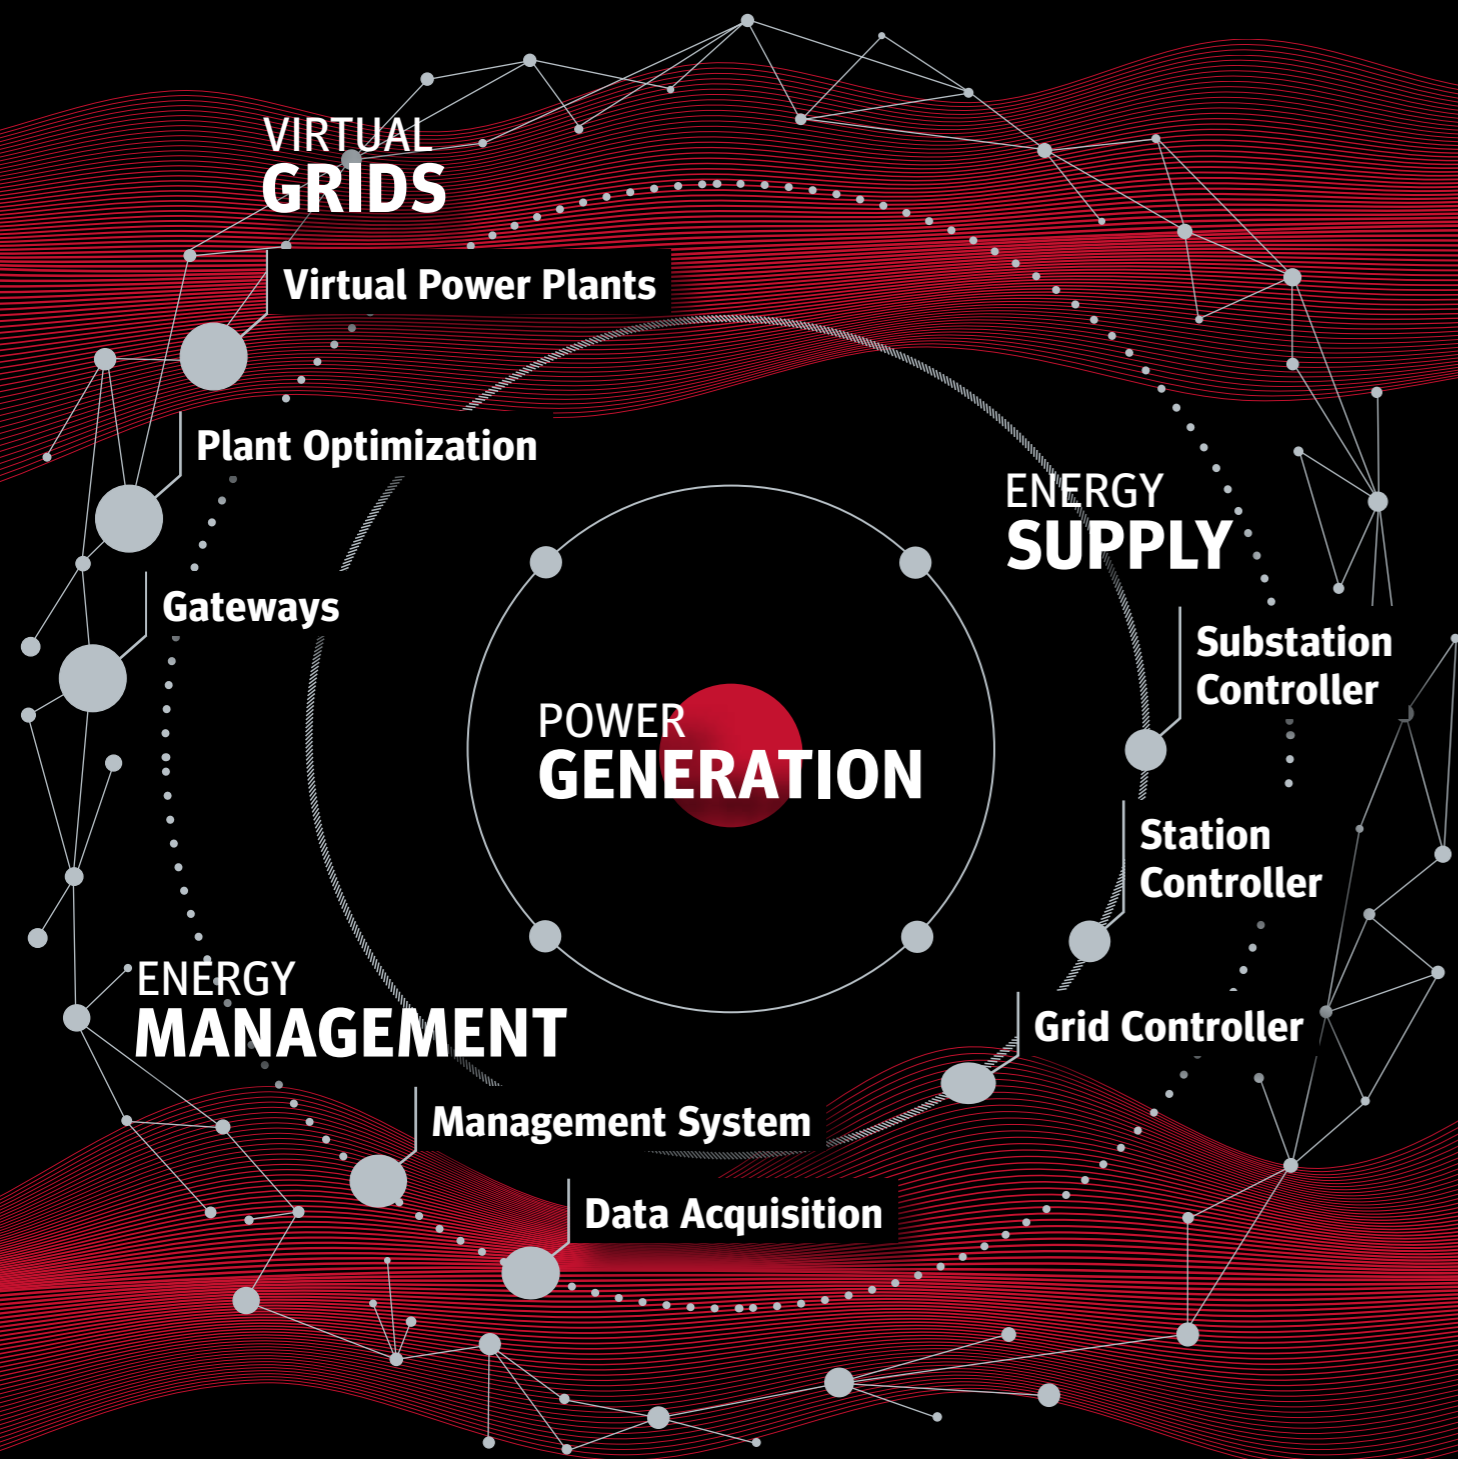 VIRTUAL
GRIDS
Virtual Power Plants
Plant Optimization
Gateways
ENERGY
SUPPLY
Substation
Controller
Station
Controller
Grid Controller
POWER
GENERATION
ENERGY
MANAGEMENT
Management System
Data Acquisition